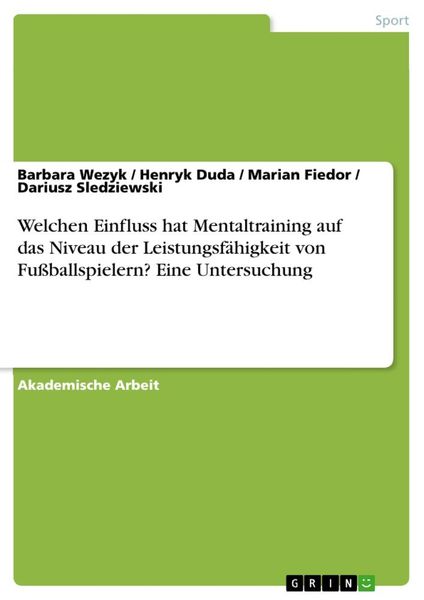 Sport
Barbara Wezyk / Henryk Duda / Marian Fiedor /
Dariusz Sledziewski
Welchen Einfluss hat Mentaltraining auf
das Niveau der Leistungsfähigkeit von
Fußballspielern? Eine Untersuchung
Akademische Arbeit
GRIN